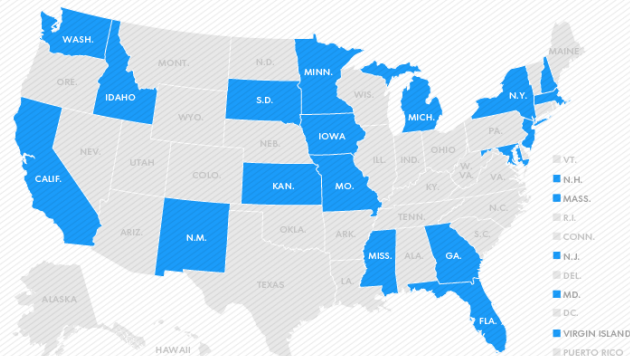 WASH.
MONT.
N.D.
MINN.
MAINE
ORE.
IDAHO
S.D.
WIS.
MICH.
N.Y.
WYO.
IOWA
PA.
NEB.
NEV.
UTAH
COLO.
ILL.
IND.
OHIO
W.
VA.
VA.
CALIF.
KAN.
MO.
KY.
N.C.
TENN.
ARIZ.
N.M.
OKLA.
ARK.
S.C.
MISS.
ALA.
GA.
TEXAS
LA.
FLA.
ALASKA
HAWAII
VT.
N.H.
MASS.
R.I.
CONN.
N.J.
DEL.
MD.
DC.
VIRGIN ISLAND
PUERTO RICO